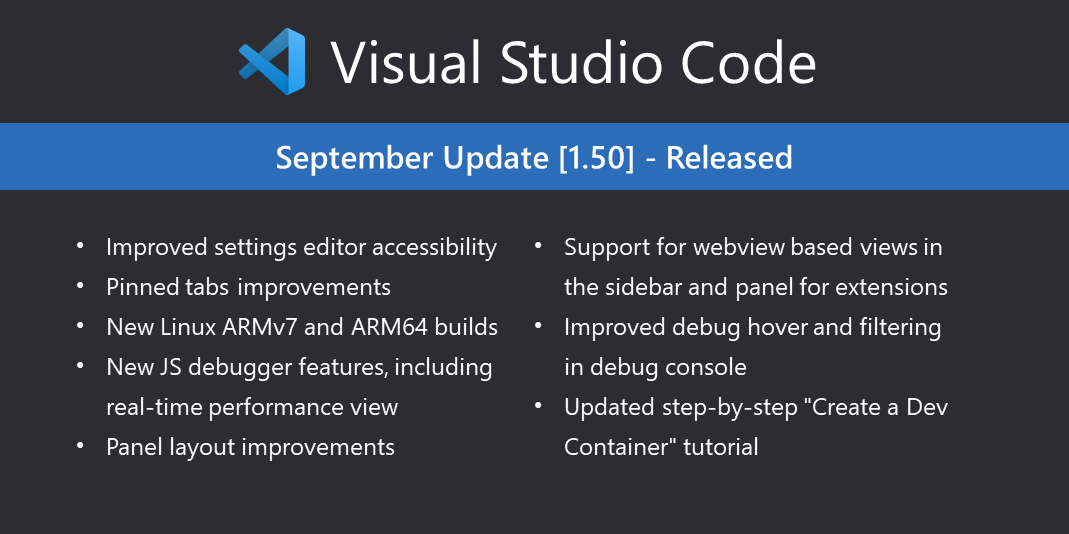 Visual Studio Code
September Update [1.50] - Released
• Improved settings editor accessibility
• Pinned tabs improvements
• New Linux ARMv7 and ARM64 builds
• New JS debugger features, including
real-time performance view
• Panel layout improvements
• Support for webview based views in
the sidebar and panel for extensions
• Improved debug hover and filtering
in debug console
• Updated step-by-step "Create a Dev
Container" tutorial